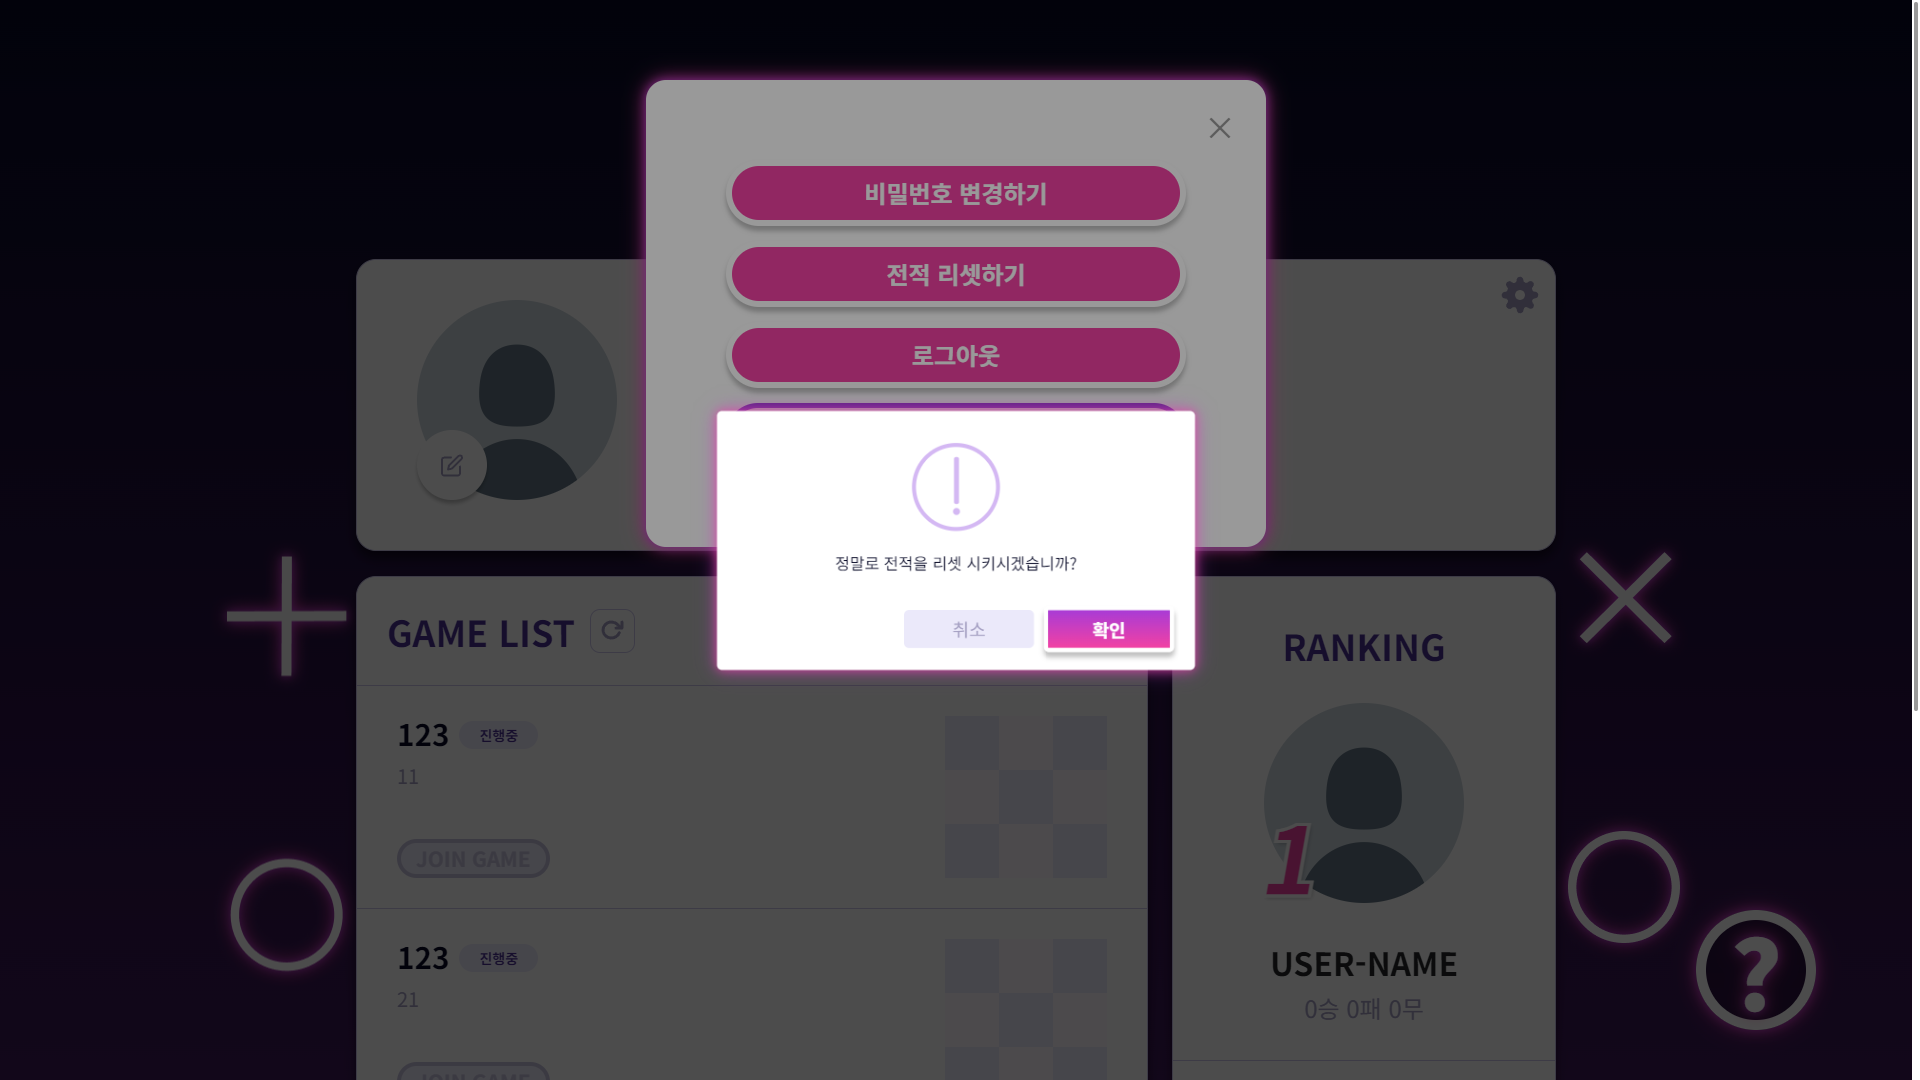 비밀번호 변경하기
전적 리셋하기
로그아웃
정말로 전적을 리셋 시키시겠습니까?
취소
확인
GAME LIST
123 진행중
11
JOIN GAME
123 진행중
21
JOIN GAME
RANKING
1
USER-NAME
0승 0패 0무
?